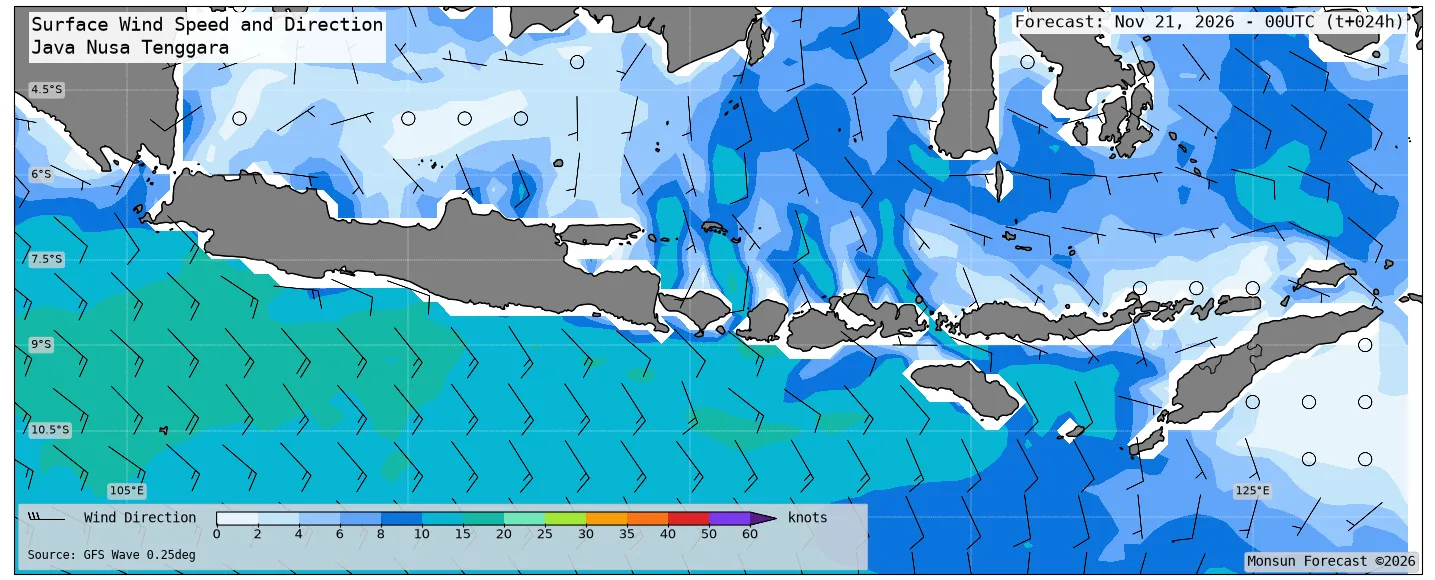 Surface Wind Speed and Direction
Java Nusa Tenggara
Forecast: Nov 21, 2026 - 00UTC (t+024h)
4.5°S
6°S
7.5°S
9°S
10.5°S
105°E
125°E
Wind Direction
knots
0 2 4 6 8 10 15 20 25 30 35 40 50 60
Source: GFS Wave 0.25deg
Monsun Forecast ©2026